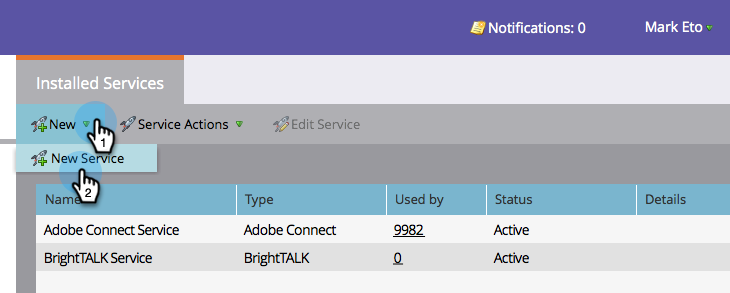 Notifications: 0
Mark Eto
Installed Services
New
1
Service Actions
Edit Service
New Service
2
Name Type Used by Status Details
Adobe Connect Service Adobe Connect 9982 Active
BrightTALK Service BrightTALK 0 Active